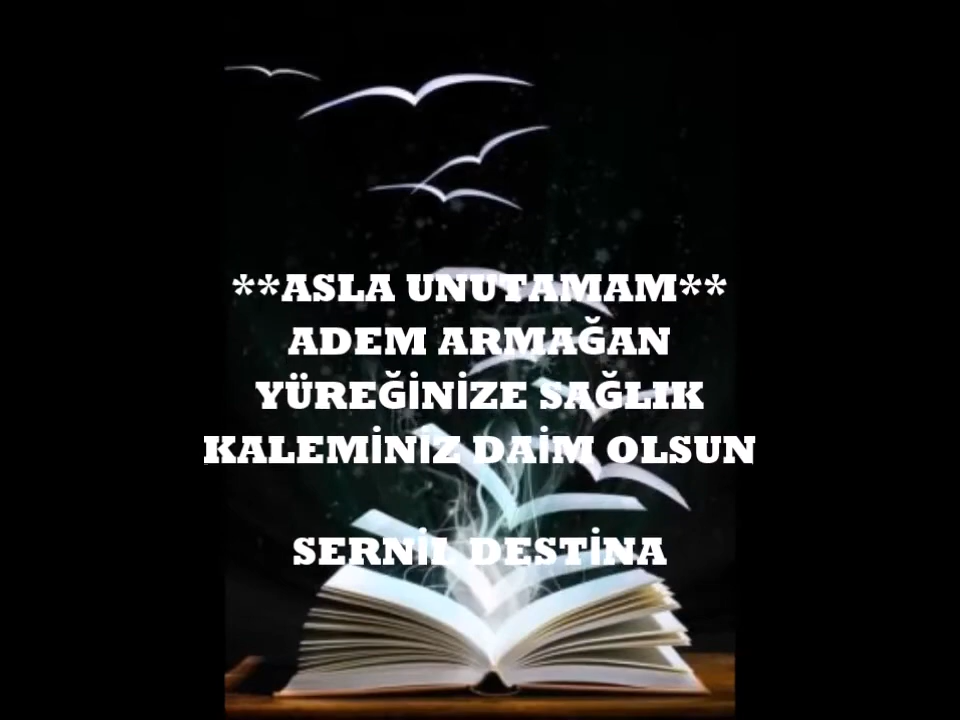 **ASLA UNUTAMAM**
ADEM ARMAĞAN
YÜREĞİNİZE SAĞLIK
KALEMİNİZ DAİM OLSUN
SERNİL DESTİNA